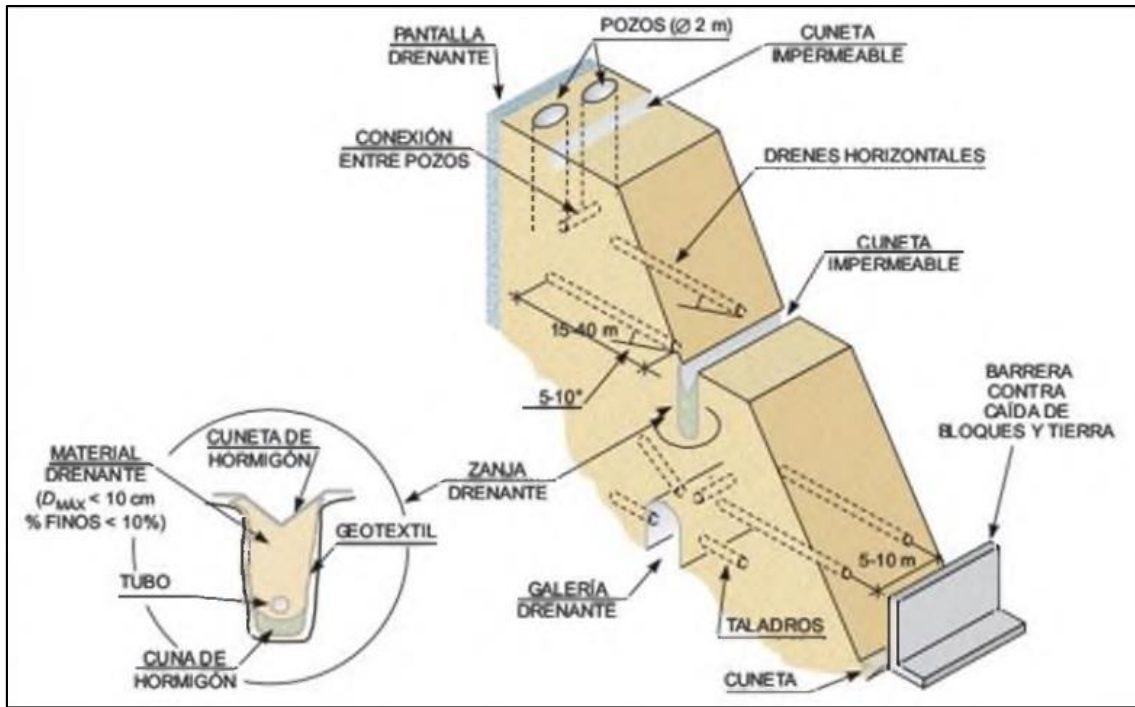 POZOS (Ø 2 m)
PANTALLA
DRENANTE
CUNETA
IMPERMEABLE
CONEXIÓN
ENTRE POZOS
DRENES HORIZONTALES
CUNETA
IMPERMEABLE
15-40 m
5-10°
BARRERA
CONTRA
CAÍDA DE
BLOQUES Y TIERRA
CUNETA DE
HORMIGÓN
MATERIAL
DRENANTE
(DMÁX < 10 cm
% FINOS < 10%)
ZANJA
DRENANTE
GEOTEXTIL
TUBO
CUNA DE
HORMIGÓN
GALERÍA
DRENANTE
5-10 m
TALADROS
CUNETA